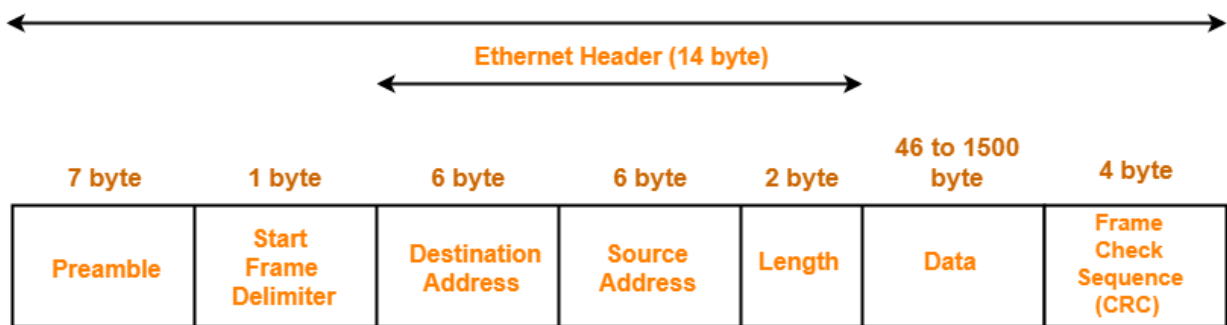 Ethernet Header (14 byte)
7 byte
1 byte
6 byte
6 byte
2 byte
46 to 1500
byte
4 byte
Preamble
Start
Frame
Delimiter
Destination
Address
Source
Address
Length
Data
Frame
Check
Sequence
(CRC)